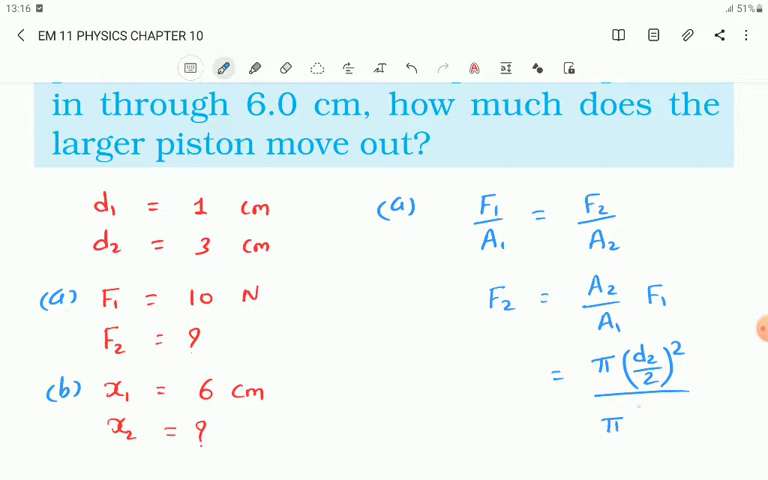 13:16
51%
EM 11 PHYSICS CHAPTER 10
in through 6.0 cm, how much does the
larger piston move out?
d₁ = 1 cm
d₂ = 3 cm
(a) F₁ = 10 N
F₂ = ?
(b) x₁ = 6 cm
x₂ = ?
(a) F₁/A₁ = F₂/A₂
F₂ = A₂/A₁ F₁
= π(d₂/2)²
π